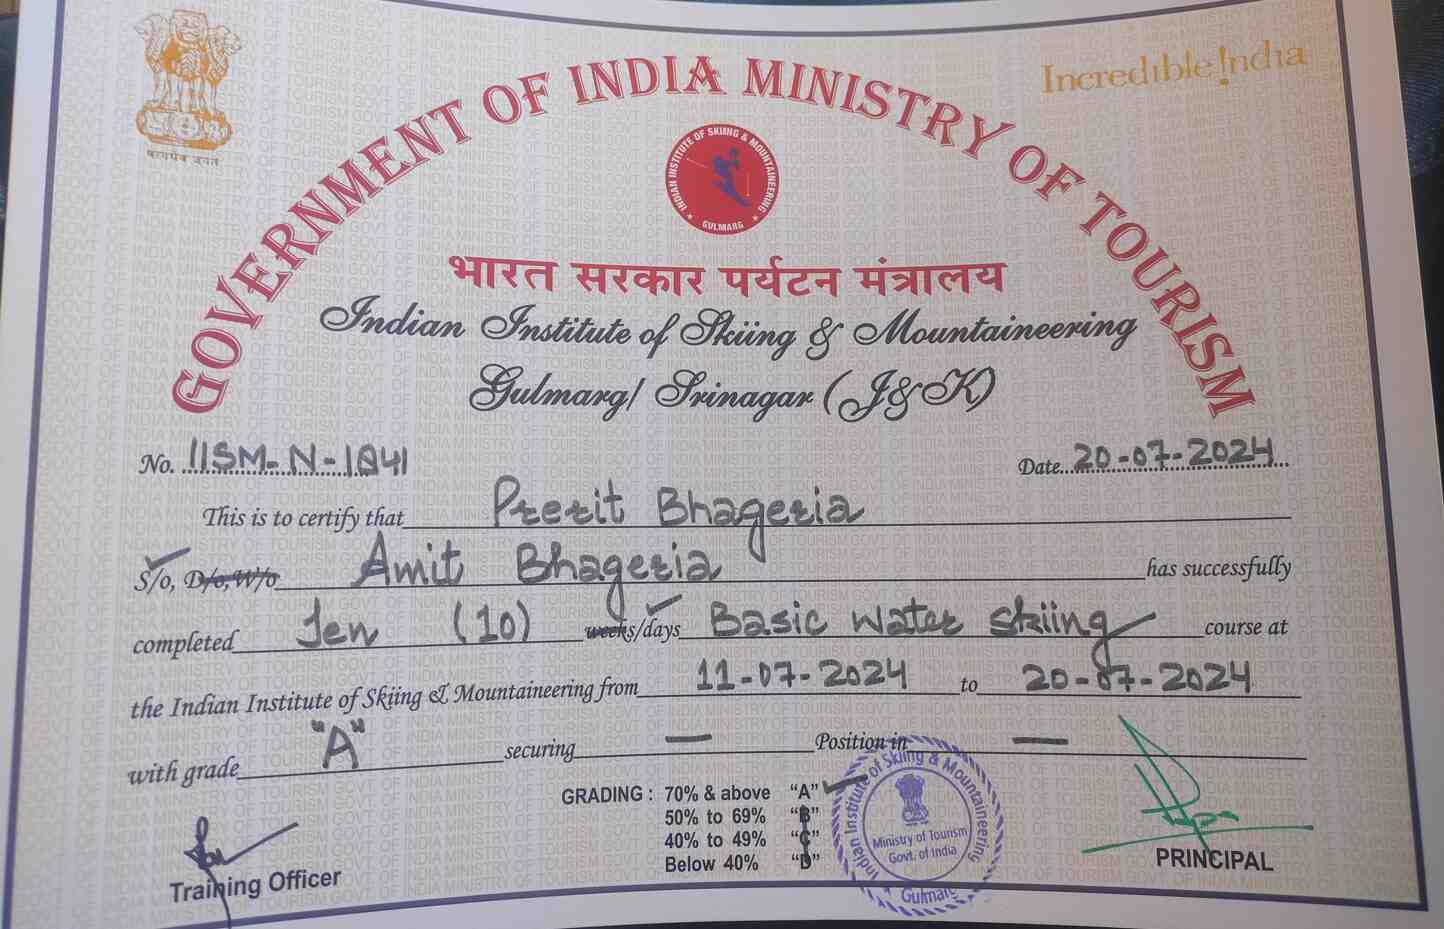 Incredible !ndia
GOVERNMENT OF INDIA MINISTRY OF TOURISM
सत्यमेव जयते
INDIAN INSTITUTE OF SKIING & MOUNTAINEERING
GULMARG
भारत सरकार पर्यटन मंत्रालय
Indian Institute of Skiing & Mountaineering
Gulmarg/ Srinagar (J&K)
No. IISM-N-1841 Date 20-07-2024
This is to certify that Prerit Bhageria
S/o, D/o, W/o Amit Bhageria has successfully
completed Ten (10) weeks/days Basic Water Skiing course at
the Indian Institute of Skiing & Mountaineering from 11-07-2024 to 20-07-2024
with grade "A" securing — Position in —
GRADING : 70% & above "A"
50% to 69% "B"
40% to 49% "C"
Below 40% "D"
Indian Institute of Skiing & Mountaineering
Ministry of Tourism
Govt. of India
Gulmarg
Training Officer
PRINCIPAL